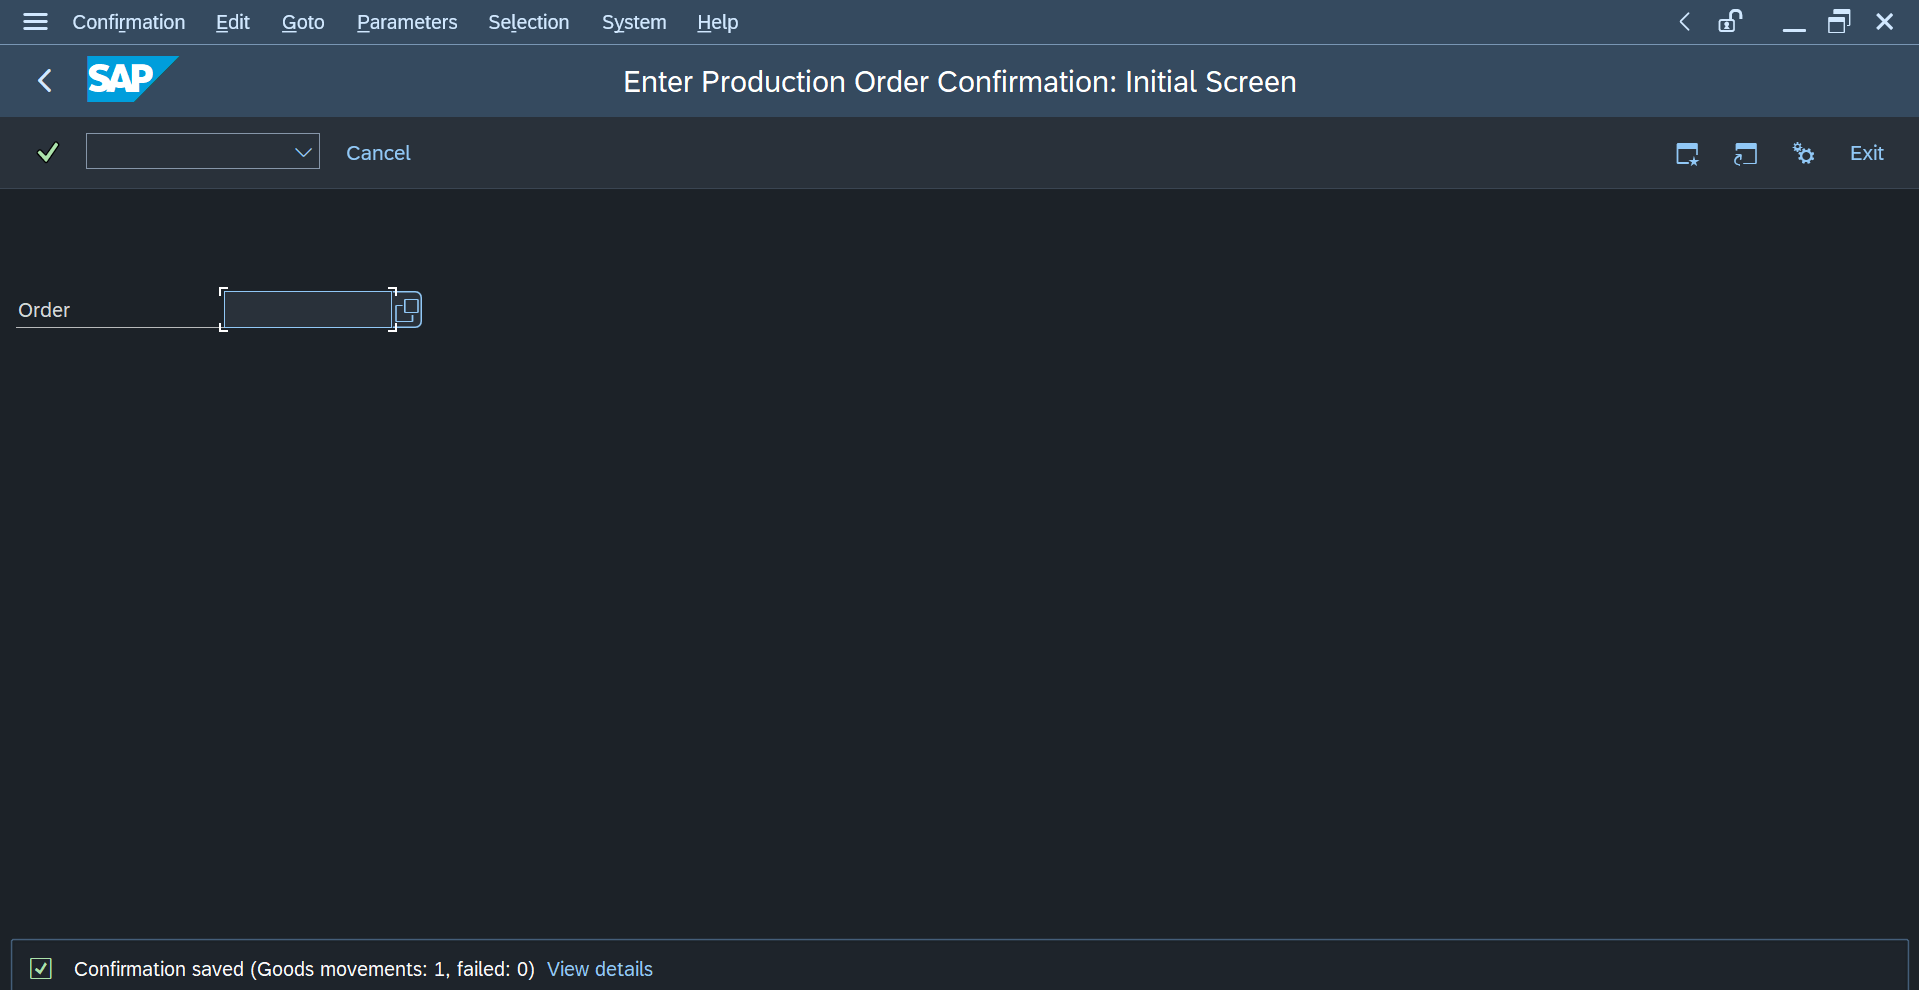 Confirmation Edit Goto Parameters Selection System Help
SAP Enter Production Order Confirmation: Initial Screen
Cancel Exit
Order
Confirmation saved (Goods movements: 1, failed: 0) View details